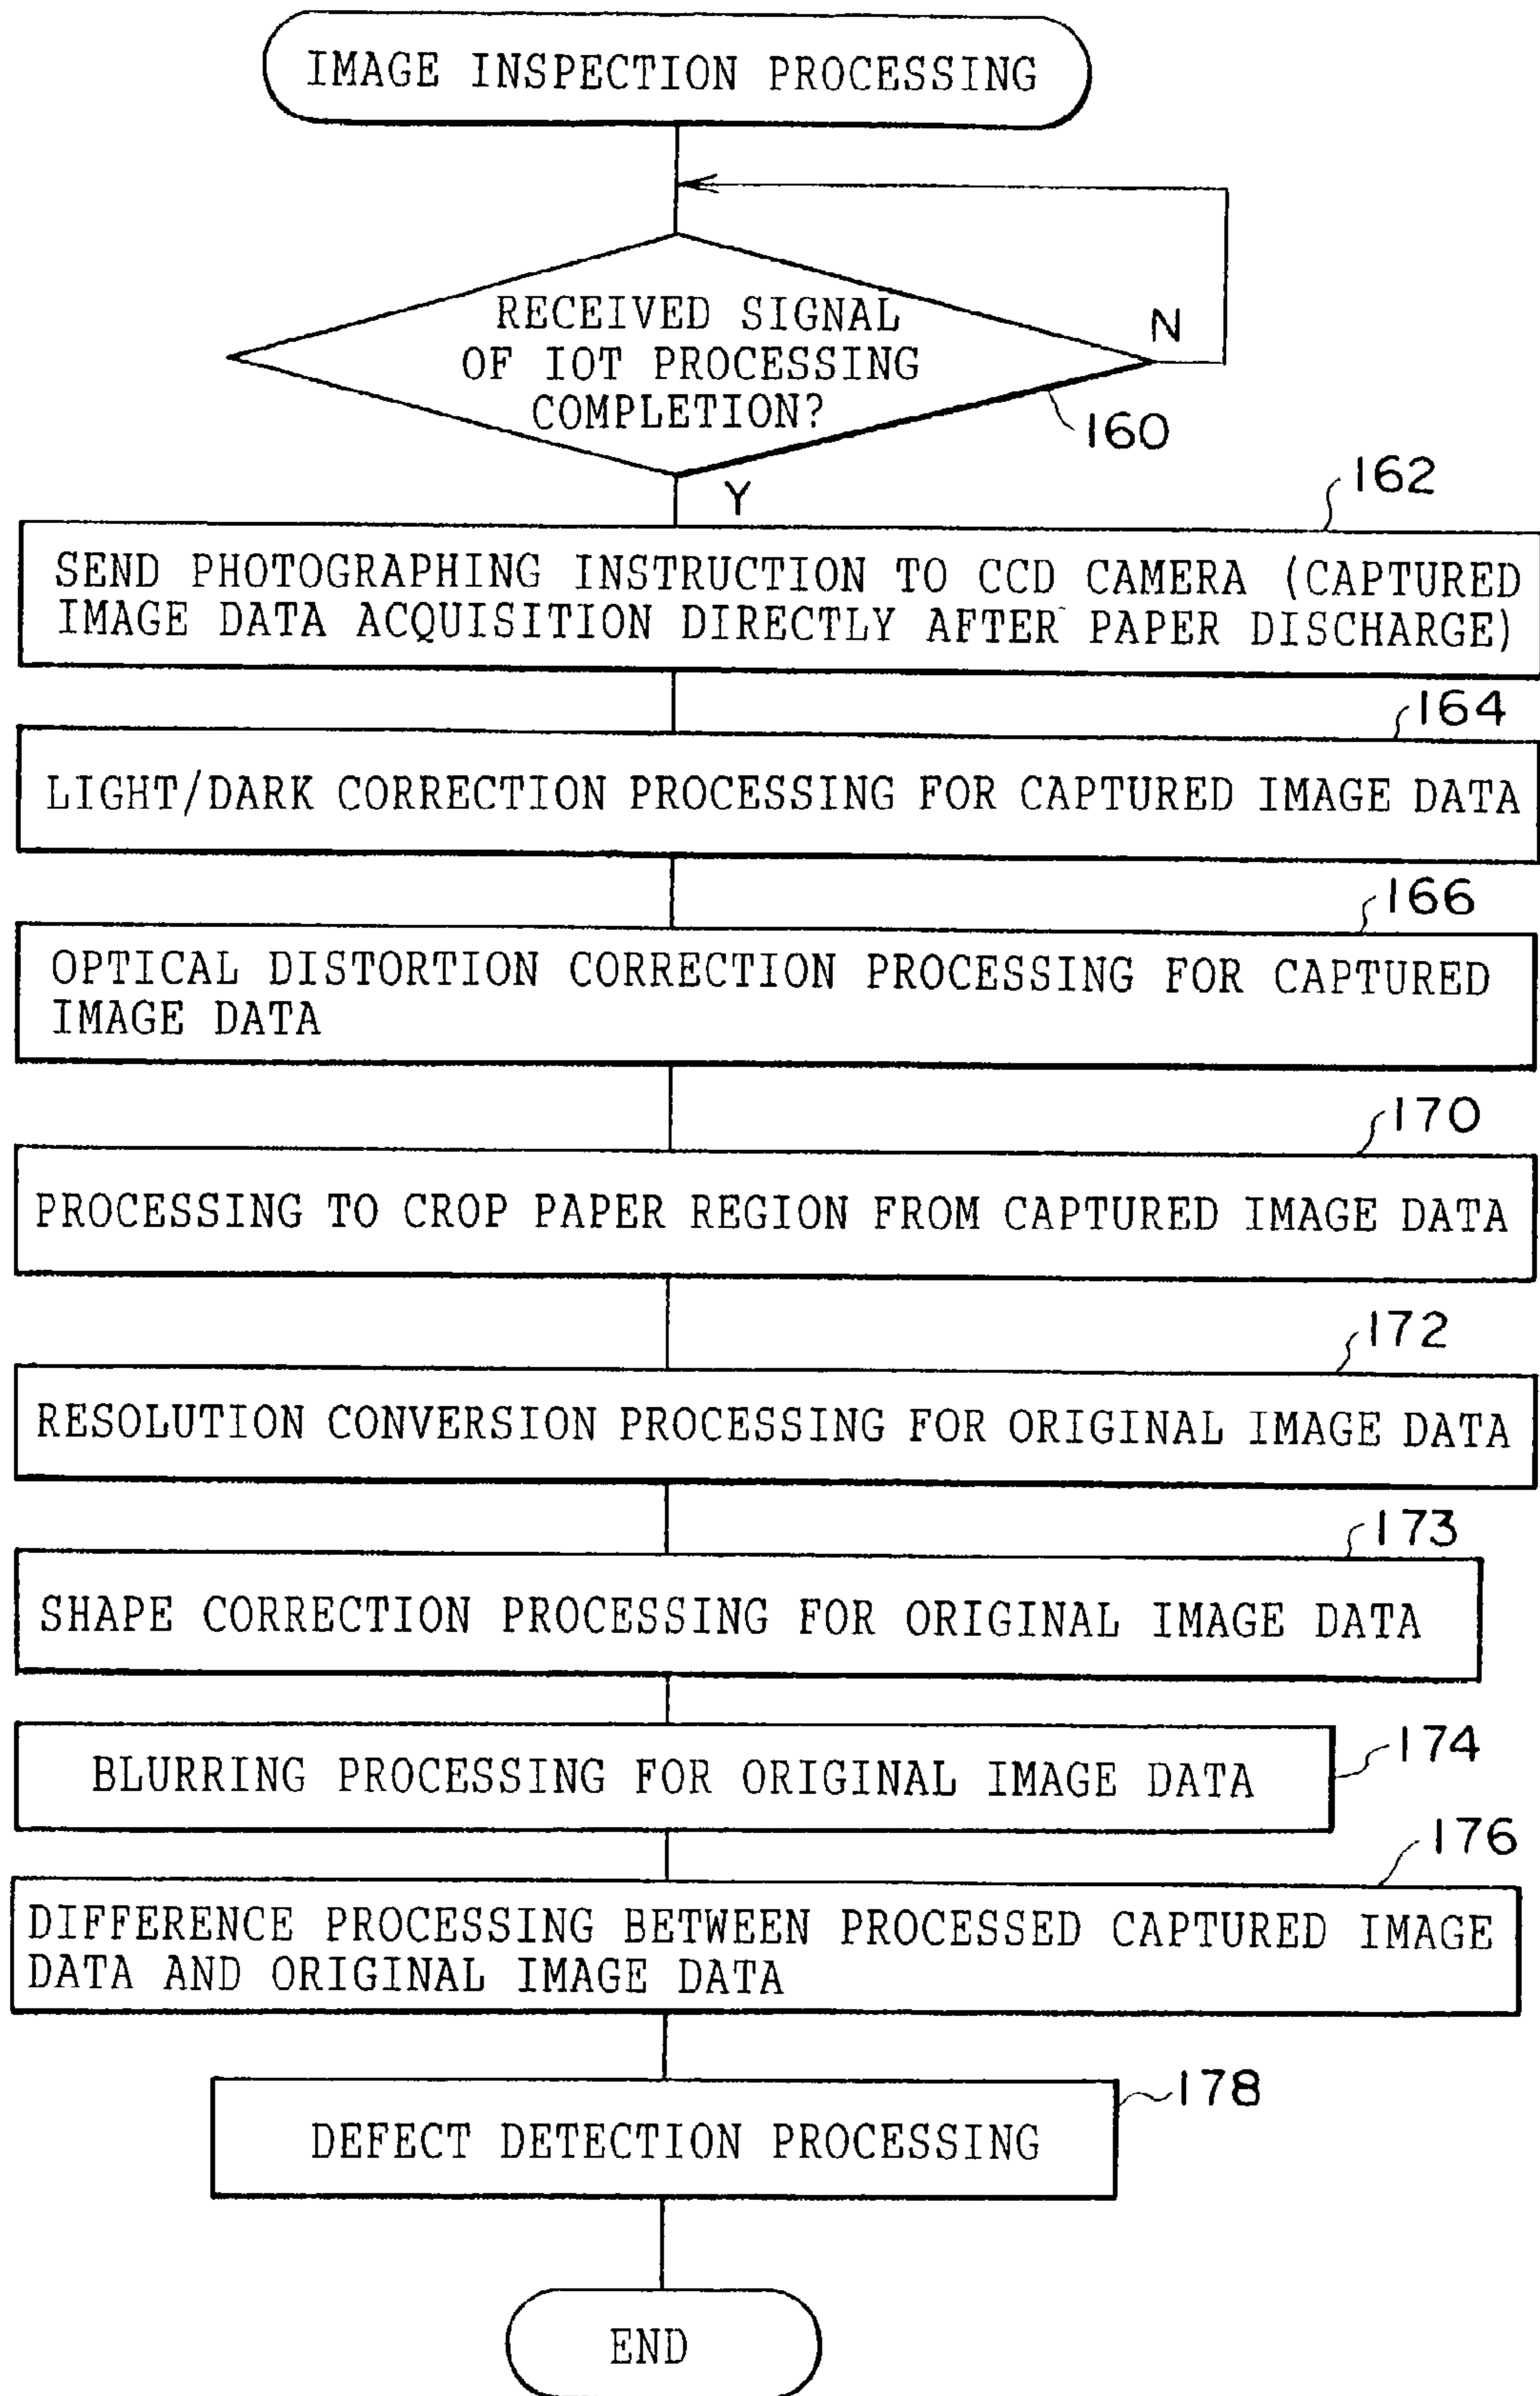 IMAGE INSPECTION PROCESSING
RECEIVED SIGNAL
OF IOT PROCESSING
COMPLETION?
N
160
Y
162
SEND PHOTOGRAPHING INSTRUCTION TO CCD CAMERA (CAPTURED
IMAGE DATA ACQUISITION DIRECTLY AFTER PAPER DISCHARGE)
164
LIGHT/DARK CORRECTION PROCESSING FOR CAPTURED IMAGE DATA
166
OPTICAL DISTORTION CORRECTION PROCESSING FOR CAPTURED
IMAGE DATA
170
PROCESSING TO CROP PAPER REGION FROM CAPTURED IMAGE DATA
172
RESOLUTION CONVERSION PROCESSING FOR ORIGINAL IMAGE DATA
173
SHAPE CORRECTION PROCESSING FOR ORIGINAL IMAGE DATA
174
BLURRING PROCESSING FOR ORIGINAL IMAGE DATA
176
DIFFERENCE PROCESSING BETWEEN PROCESSED CAPTURED IMAGE
DATA AND ORIGINAL IMAGE DATA
178
DEFECT DETECTION PROCESSING
END